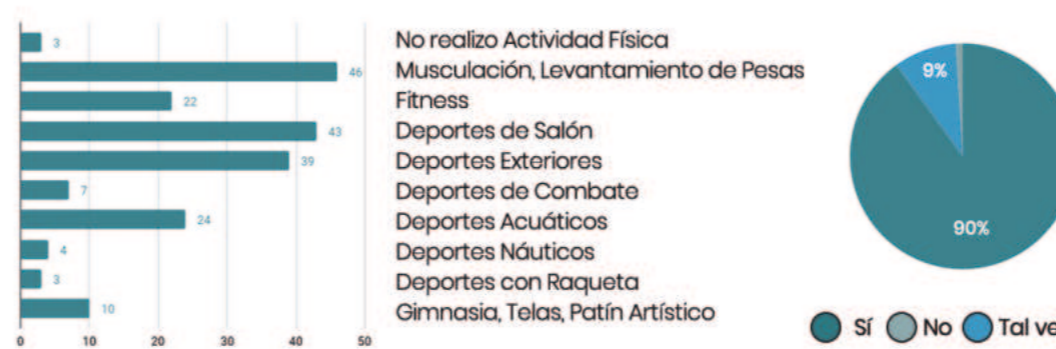 3 No realizo Actividad Física
46 Musculación, Levantamiento de Pesas
22 Fitness
43 Deportes de Salón
39 Deportes Exteriores
7 Deportes de Combate
24 Deportes Acuáticos
4 Deportes Náuticos
3 Deportes con Raqueta
10 Gimnasia, Telas, Patín Artístico
0 10 20 30 40 50
9%
90%
Sí No Tal ve